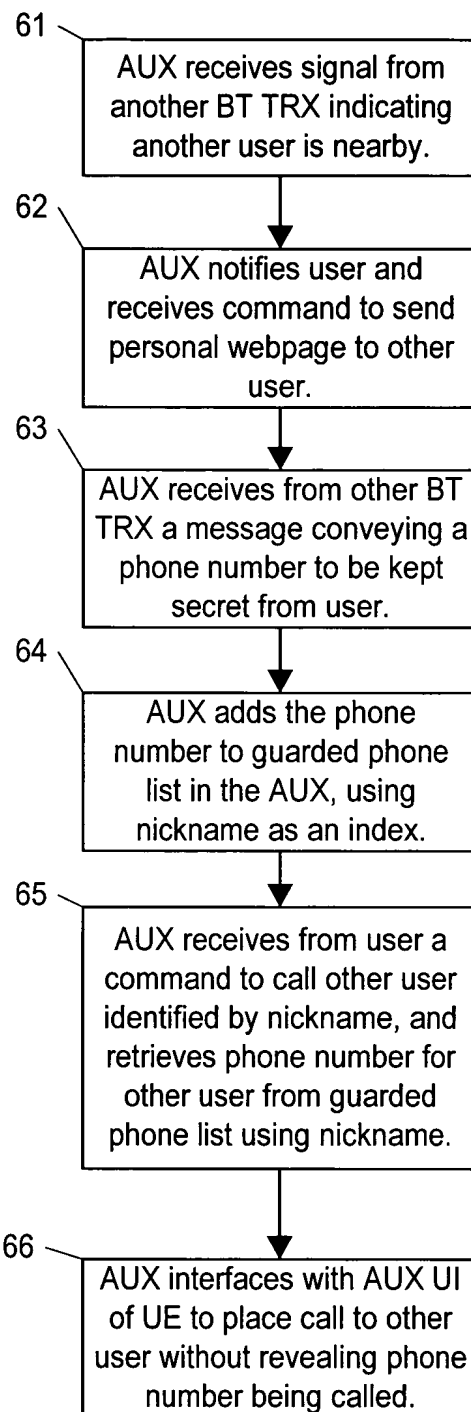 61
AUX receives signal from
another BT TRX indicating
another user is nearby.
62
AUX notifies user and
receives command to send
personal webpage to other
user.
63
AUX receives from other BT
TRX a message conveying a
phone number to be kept
secret from user.
64
AUX adds the phone
number to guarded phone
list in the AUX, using
nickname as an index.
65
AUX receives from user a
command to call other user
identified by nickname, and
retrieves phone number for
other user from guarded
phone list using nickname.
66
AUX interfaces with AUX UI
of UE to place call to other
user without revealing phone
number being called.